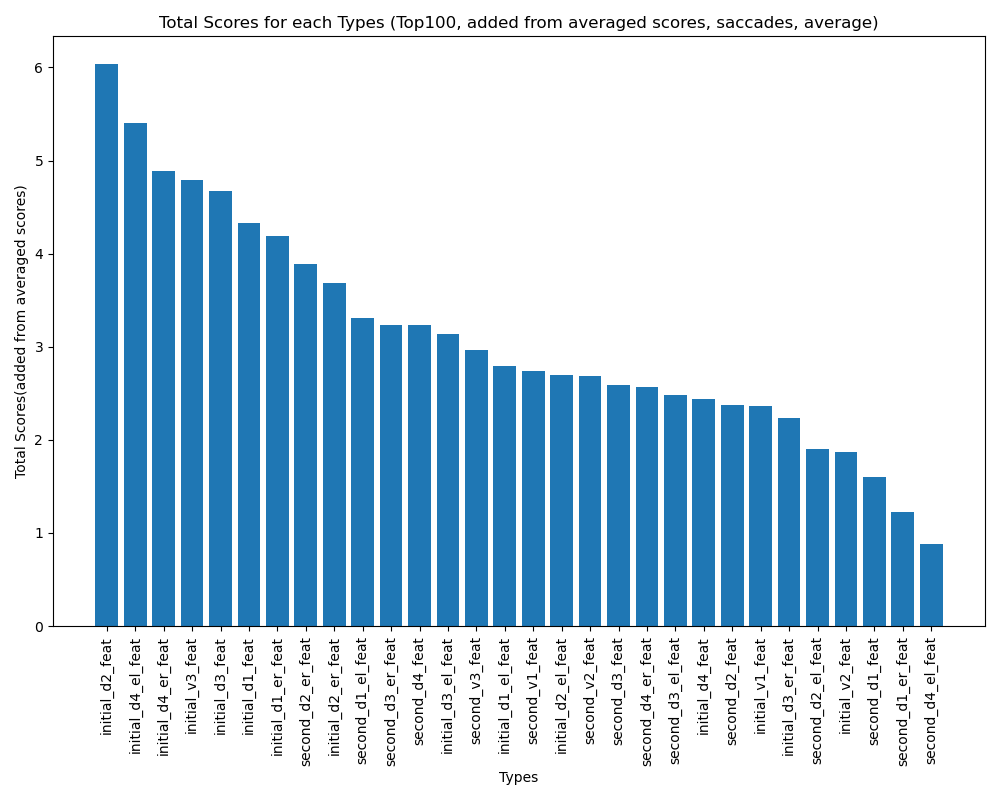 Total Scores for each Types (Top100, added from averaged scores, saccades, average)
Total Scores(added from averaged scores)
6
5
4
3
2
1
0
initial_d2_feat
initial_d4_el_feat
initial_d4_er_feat
initial_v3_feat
initial_d3_feat
initial_d1_feat
initial_d1_er_feat
second_d2_er_feat
initial_d2_er_feat
second_d1_el_feat
second_d3_er_feat
second_d4_feat
initial_d3_el_feat
second_v3_feat
initial_d1_el_feat
second_v1_feat
initial_d2_el_feat
second_v2_feat
second_d3_feat
second_d4_er_feat
second_d3_el_feat
initial_d4_feat
second_d2_feat
initial_v1_feat
initial_d3_er_feat
second_d2_el_feat
initial_v2_feat
second_d1_feat
second_d1_er_feat
second_d4_el_feat
Types